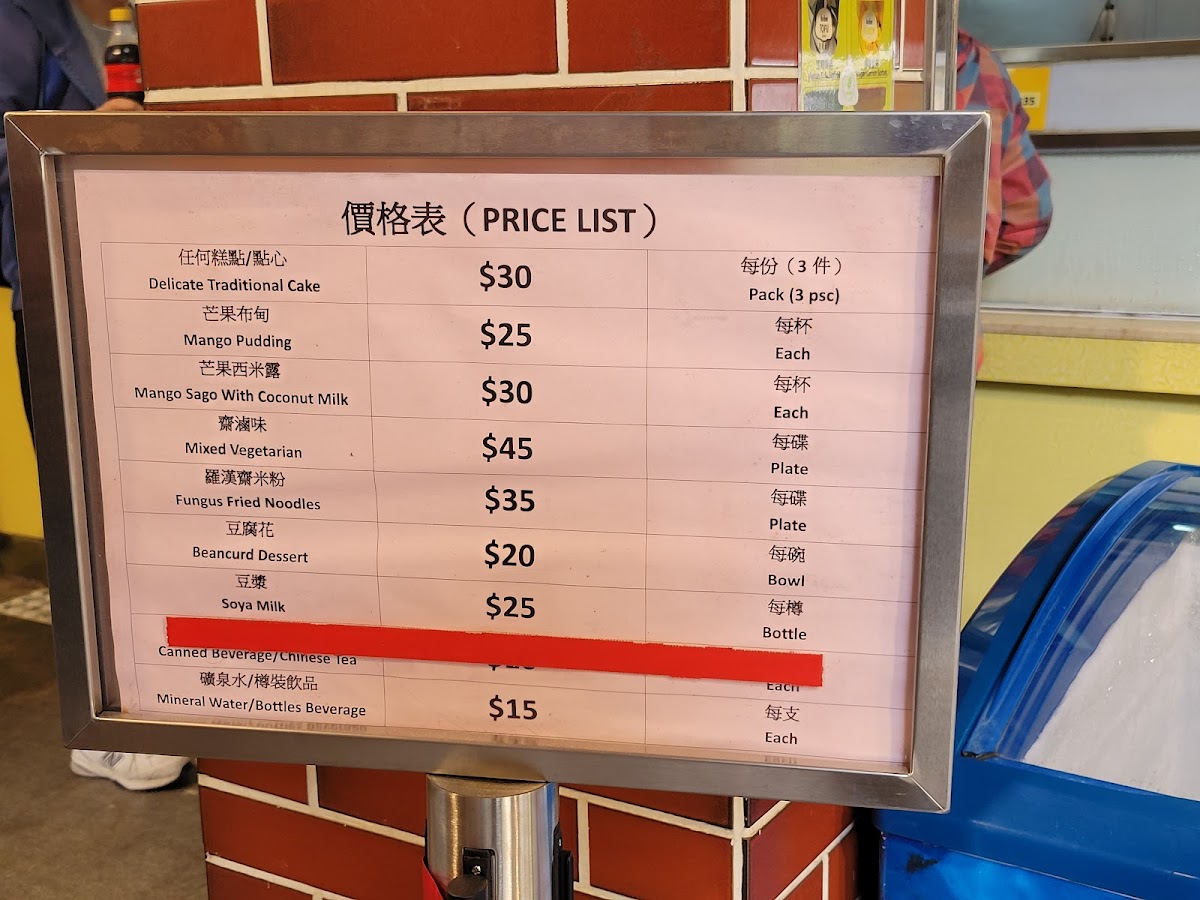 價格表（PRICE LIST）
任何糕點/點心
Delicate Traditional Cake
$30
每份（3 件）
Pack (3 psc)
芒果布甸
Mango Pudding
$25
每杯
Each
芒果西米露
Mango Sago With Coconut Milk
$30
每杯
Each
齋滷味
Mixed Vegetarian
$45
每碟
Plate
羅漢齋米粉
Fungus Fried Noodles
$35
每碟
Plate
豆腐花
Beancurd Dessert
$20
每碗
Bowl
豆漿
Soya Milk
$25
每樽
Bottle
Canned Beverage/Chinese Tea
Each
礦泉水/樽裝飲品
Mineral Water/Bottles Beverage
$15
每支
Each